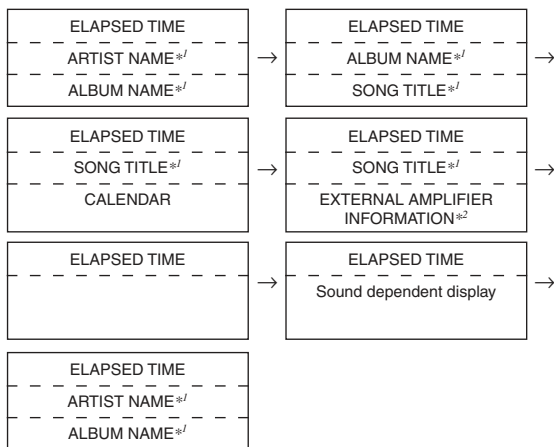 ELAPSED TIME
ARTIST NAME*1
ALBUM NAME*1
→
ELAPSED TIME
ALBUM NAME*1
SONG TITLE*1
→
ELAPSED TIME
SONG TITLE*1
CALENDAR
→
ELAPSED TIME
SONG TITLE*1
EXTERNAL AMPLIFIER
INFORMATION*2
→
ELAPSED TIME
→
ELAPSED TIME
Sound dependent display
→
ELAPSED TIME
ARTIST NAME*1
ALBUM NAME*1